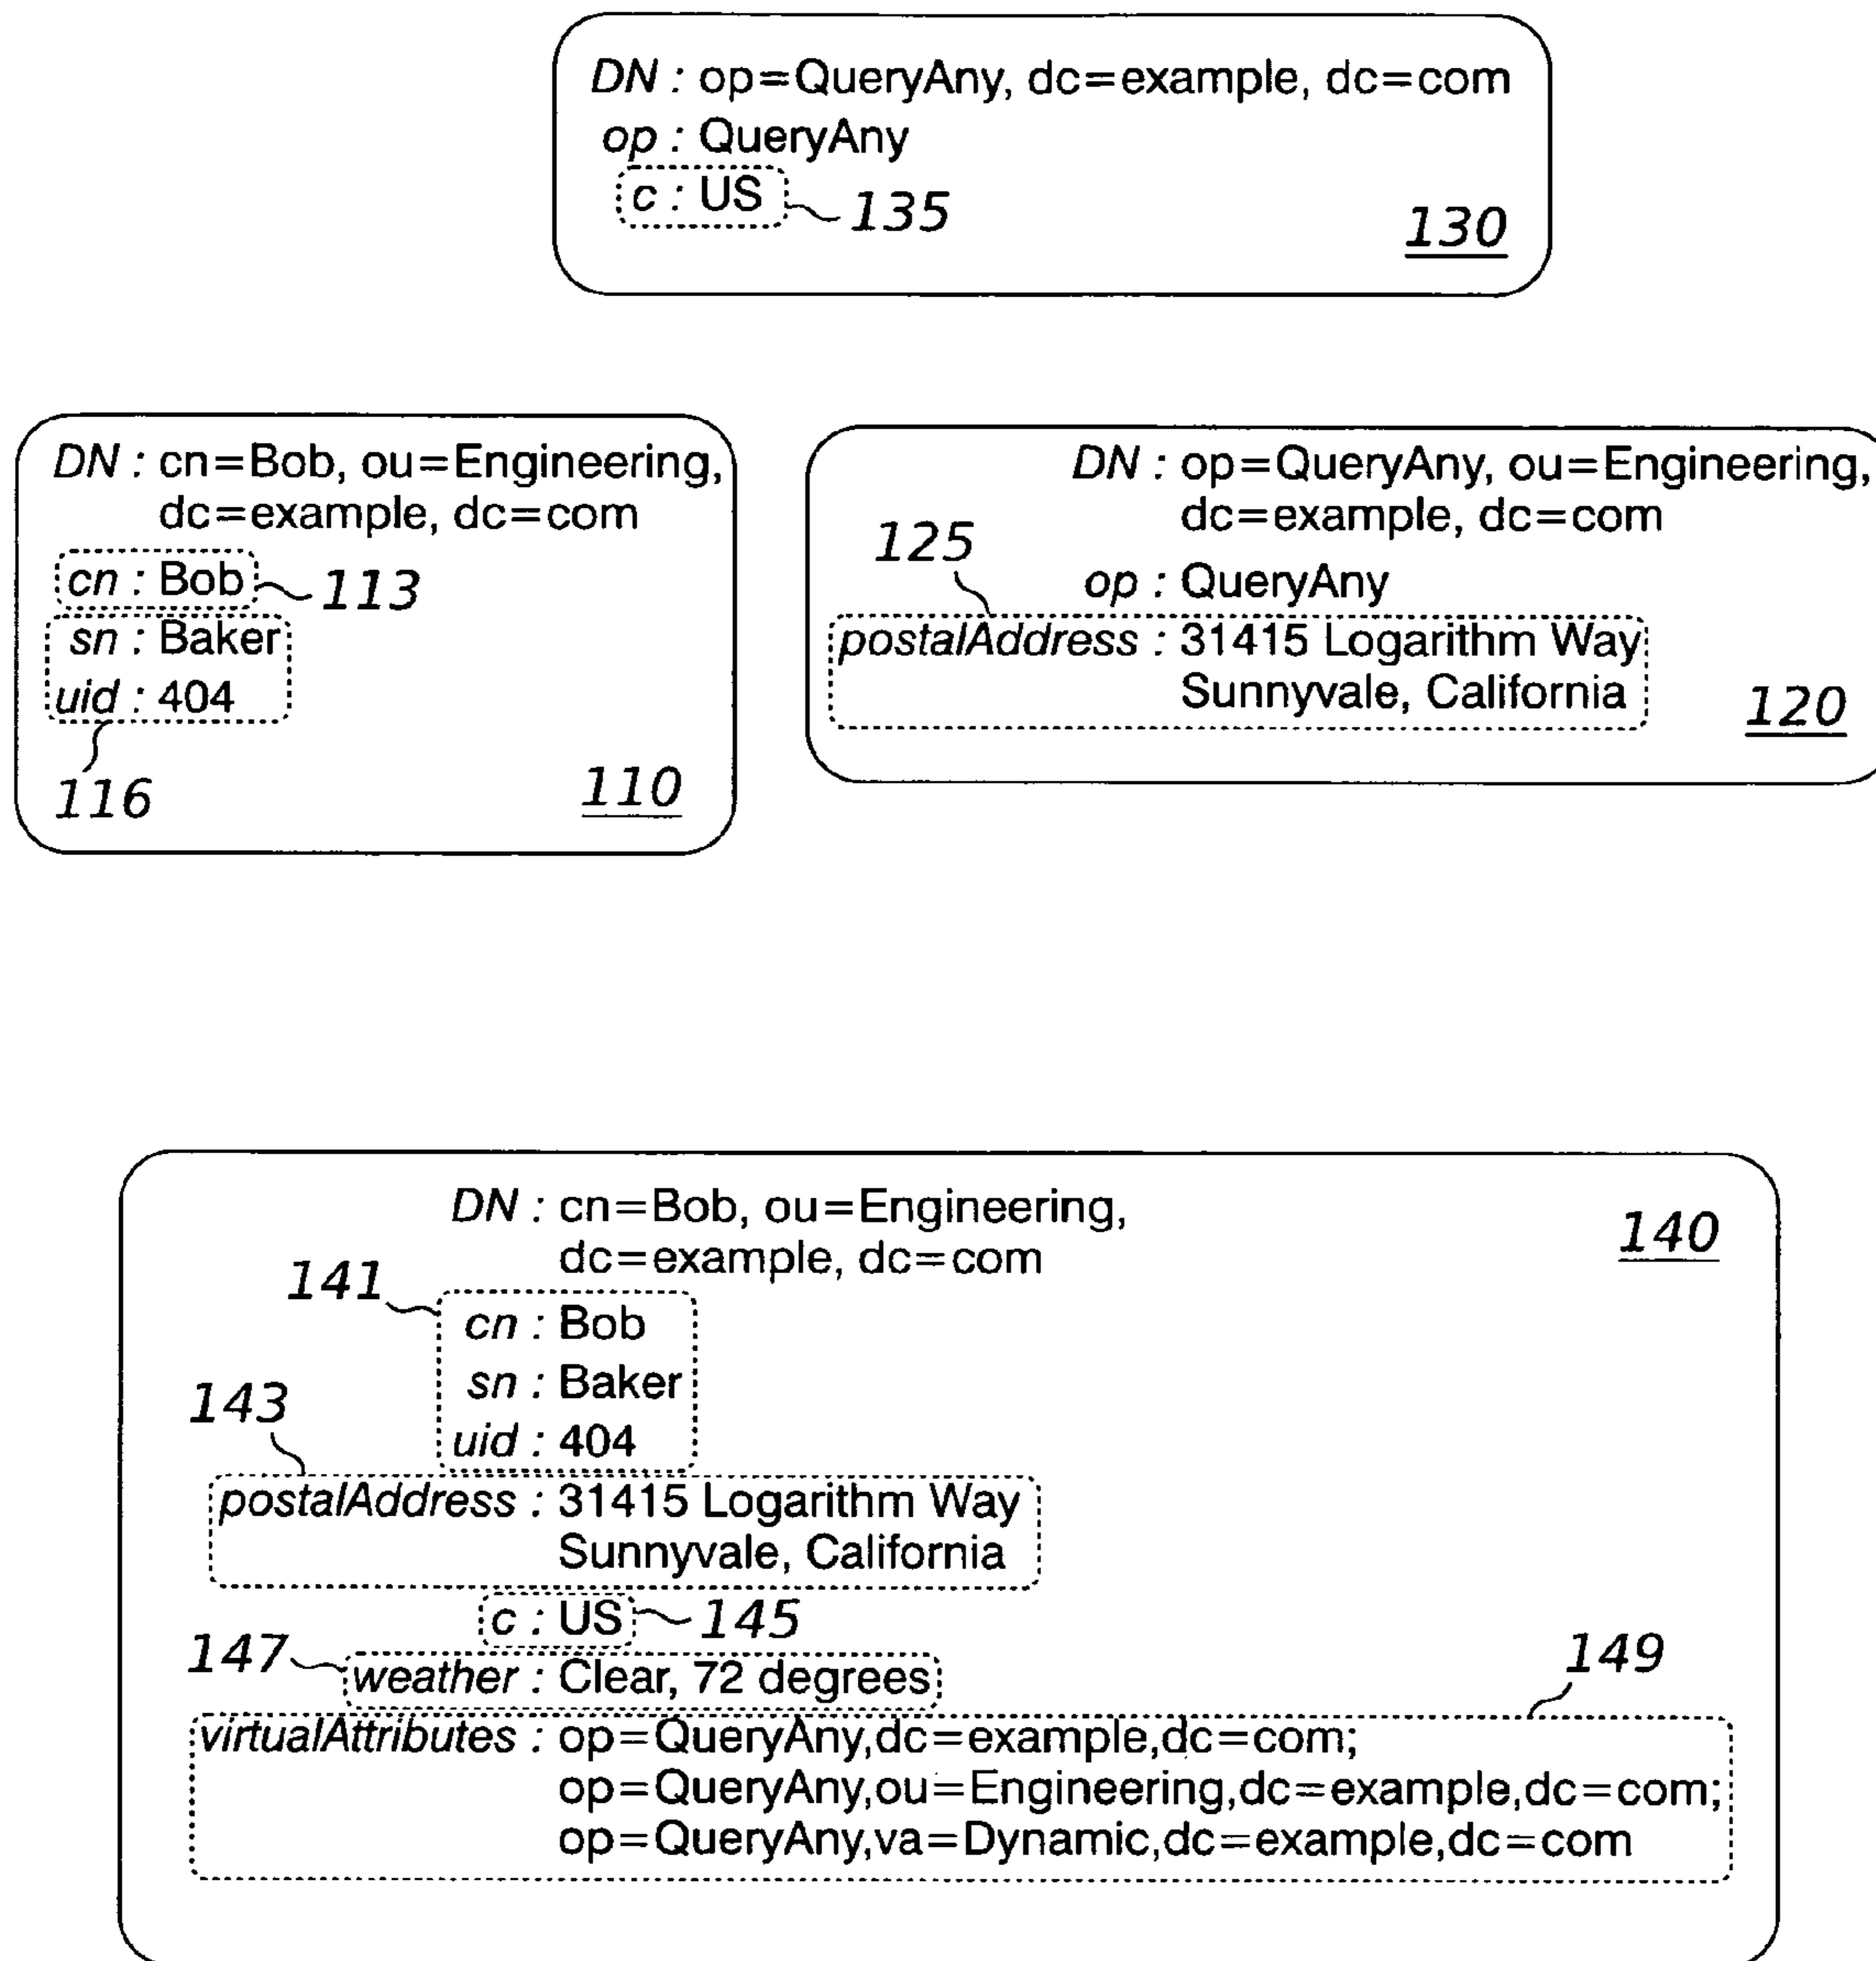 DN : op=QueryAny, dc=example, dc=com
op : QueryAny
c : US
135
130
DN : cn=Bob, ou=Engineering,
dc=example, dc=com
cn : Bob
113
sn : Baker
uid : 404
116
110
DN : op=QueryAny, ou=Engineering,
dc=example, dc=com
125
op : QueryAny
postalAddress : 31415 Logarithm Way
Sunnyvale, California
120
DN : cn=Bob, ou=Engineering,
dc=example, dc=com
140
141
cn : Bob
sn : Baker
143
uid : 404
postalAddress : 31415 Logarithm Way
Sunnyvale, California
c : US
145
147
weather : Clear, 72 degrees
149
virtualAttributes : op=QueryAny,dc=example,dc=com;
op=QueryAny,ou=Engineering,dc=example,dc=com;
op=QueryAny,va=Dynamic,dc=example,dc=com